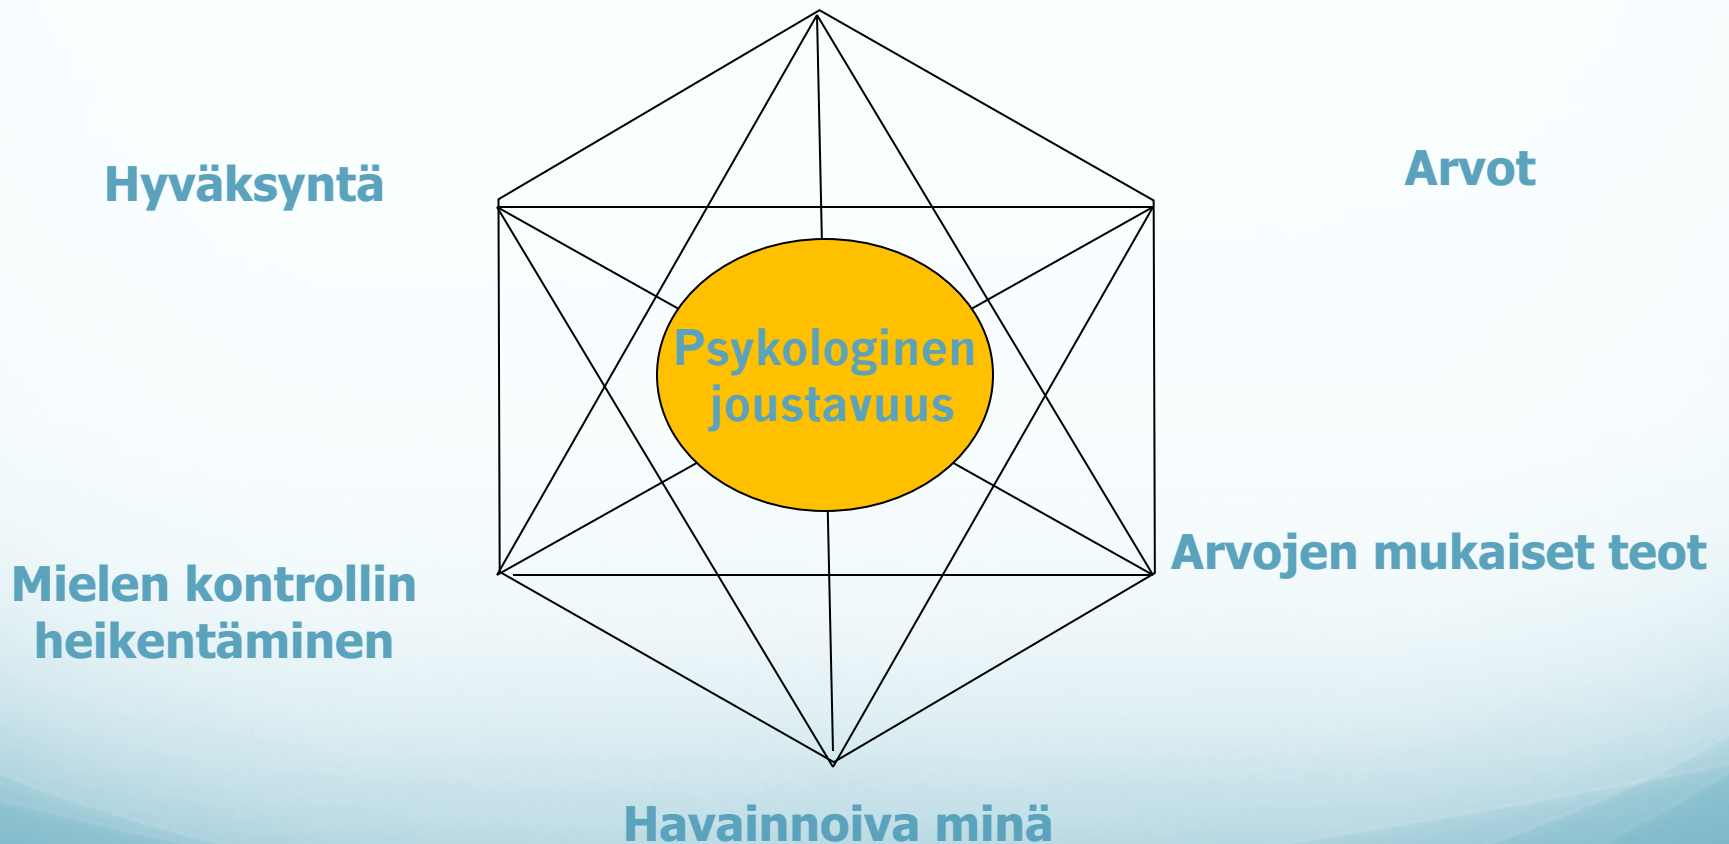 Hyväksyntä
Arvot
Psykologinen
joustavuus
Arvojen mukaiset teot
Mielen kontrollin
heikentäminen
Havainnoiva minä